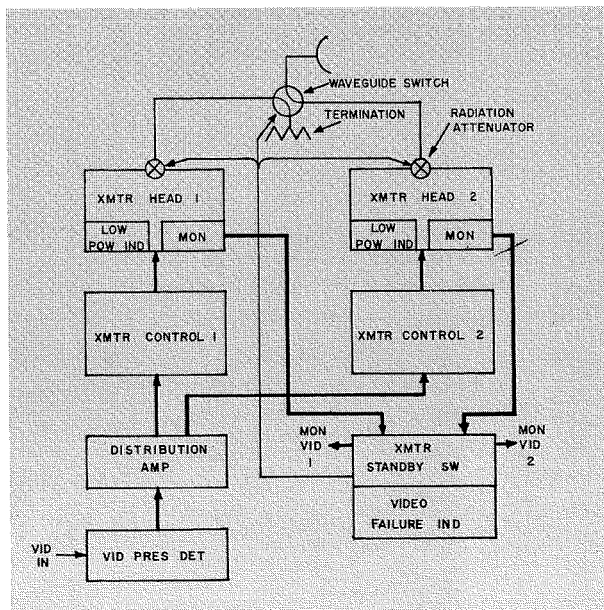 WAVEGUIDE SWITCH
TERMINATION
RADIATION
ATTENUATOR
XMTR HEAD 1
LOW
POW IND
MON
XMTR HEAD 2
LOW
POW IND
MON
XMTR CONTROL 1
XMTR CONTROL 2
DISTRIBUTION
AMP
MON
VID
1
XMTR
STANDBY SW
MON
VID
2
VIDEO
FAILURE IND
VID
IN
VID PRES DET